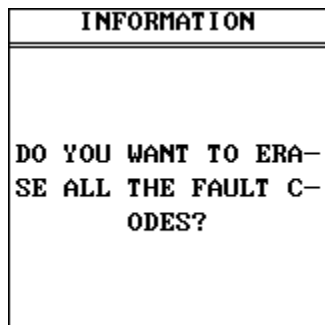 INFORMATION
DO YOU WANT TO ERA-
SE ALL THE FAULT C-
ODES?